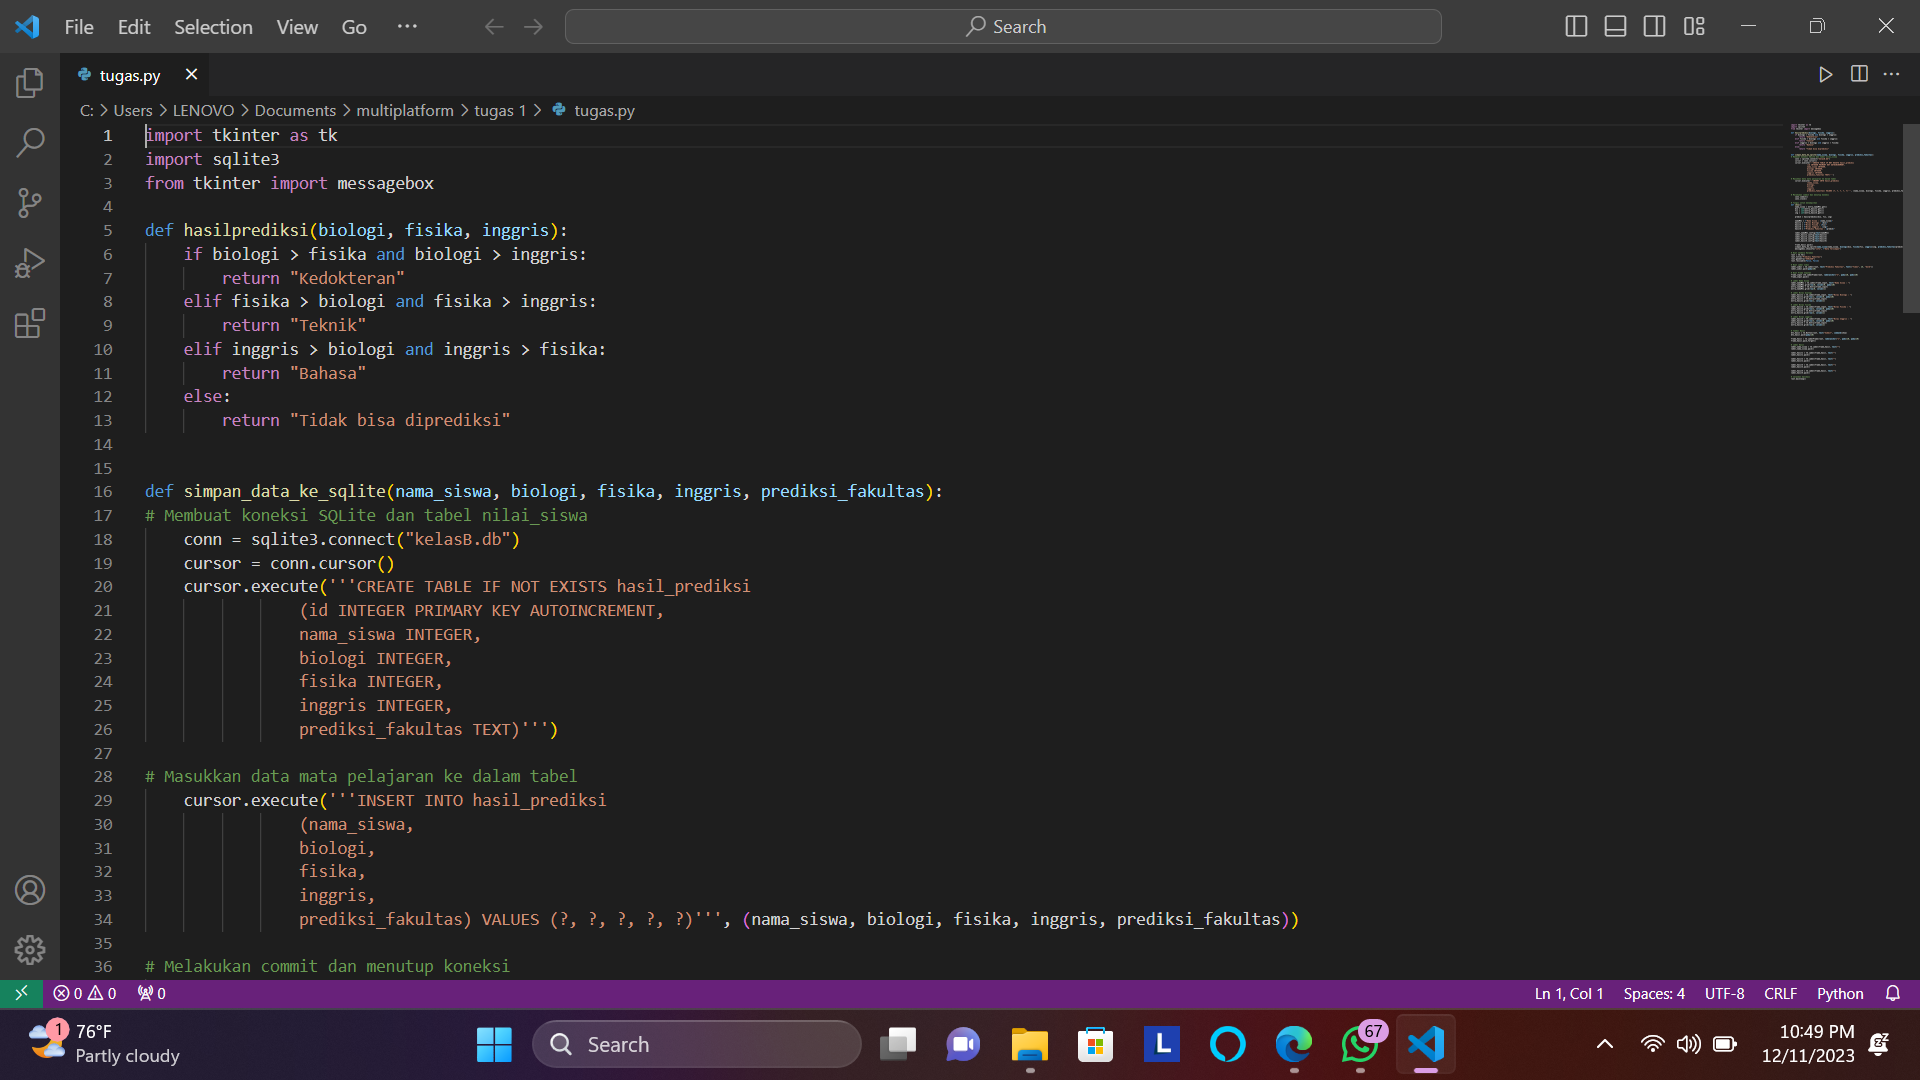 File Edit Selection View Go ··· Search
tugas.py
C: > Users > LENOVO > Documents > multiplatform > tugas 1 > tugas.py
1 import tkinter as tk
2 import sqlite3
3 from tkinter import messagebox
4
5 def hasilprediksi(biologi, fisika, inggris):
6 if biologi > fisika and biologi > inggris:
7 return "Kedokteran"
8 elif fisika > biologi and fisika > inggris:
9 return "Teknik"
10 elif inggris > biologi and inggris > fisika:
11 return "Bahasa"
12 else:
13 return "Tidak bisa diprediksi"
14
15
16 def simpan_data_ke_sqlite(nama_siswa, biologi, fisika, inggris, prediksi_fakultas):
17 # Membuat koneksi SQLite dan tabel nilai_siswa
18 conn = sqlite3.connect("kelasB.db")
19 cursor = conn.cursor()
20 cursor.execute('''CREATE TABLE IF NOT EXISTS hasil_prediksi
21 (id INTEGER PRIMARY KEY AUTOINCREMENT,
22 nama_siswa INTEGER,
23 biologi INTEGER,
24 fisika INTEGER,
25 inggris INTEGER,
26 prediksi_fakultas TEXT)''')
27
28 # Masukkan data mata pelajaran ke dalam tabel
29 cursor.execute('''INSERT INTO hasil_prediksi
30 (nama_siswa,
31 biologi,
32 fisika,
33 inggris,
34 prediksi_fakultas) VALUES (?, ?, ?, ?, ?)''', (nama_siswa, biologi, fisika, inggris, prediksi_fakultas))
35
36 # Melakukan commit dan menutup koneksi
0 0 0 Ln 1, Col 1 Spaces: 4 UTF-8 CRLF Python
1 76°F
Partly cloudy
Search
L
67
10:49 PM
12/11/2023